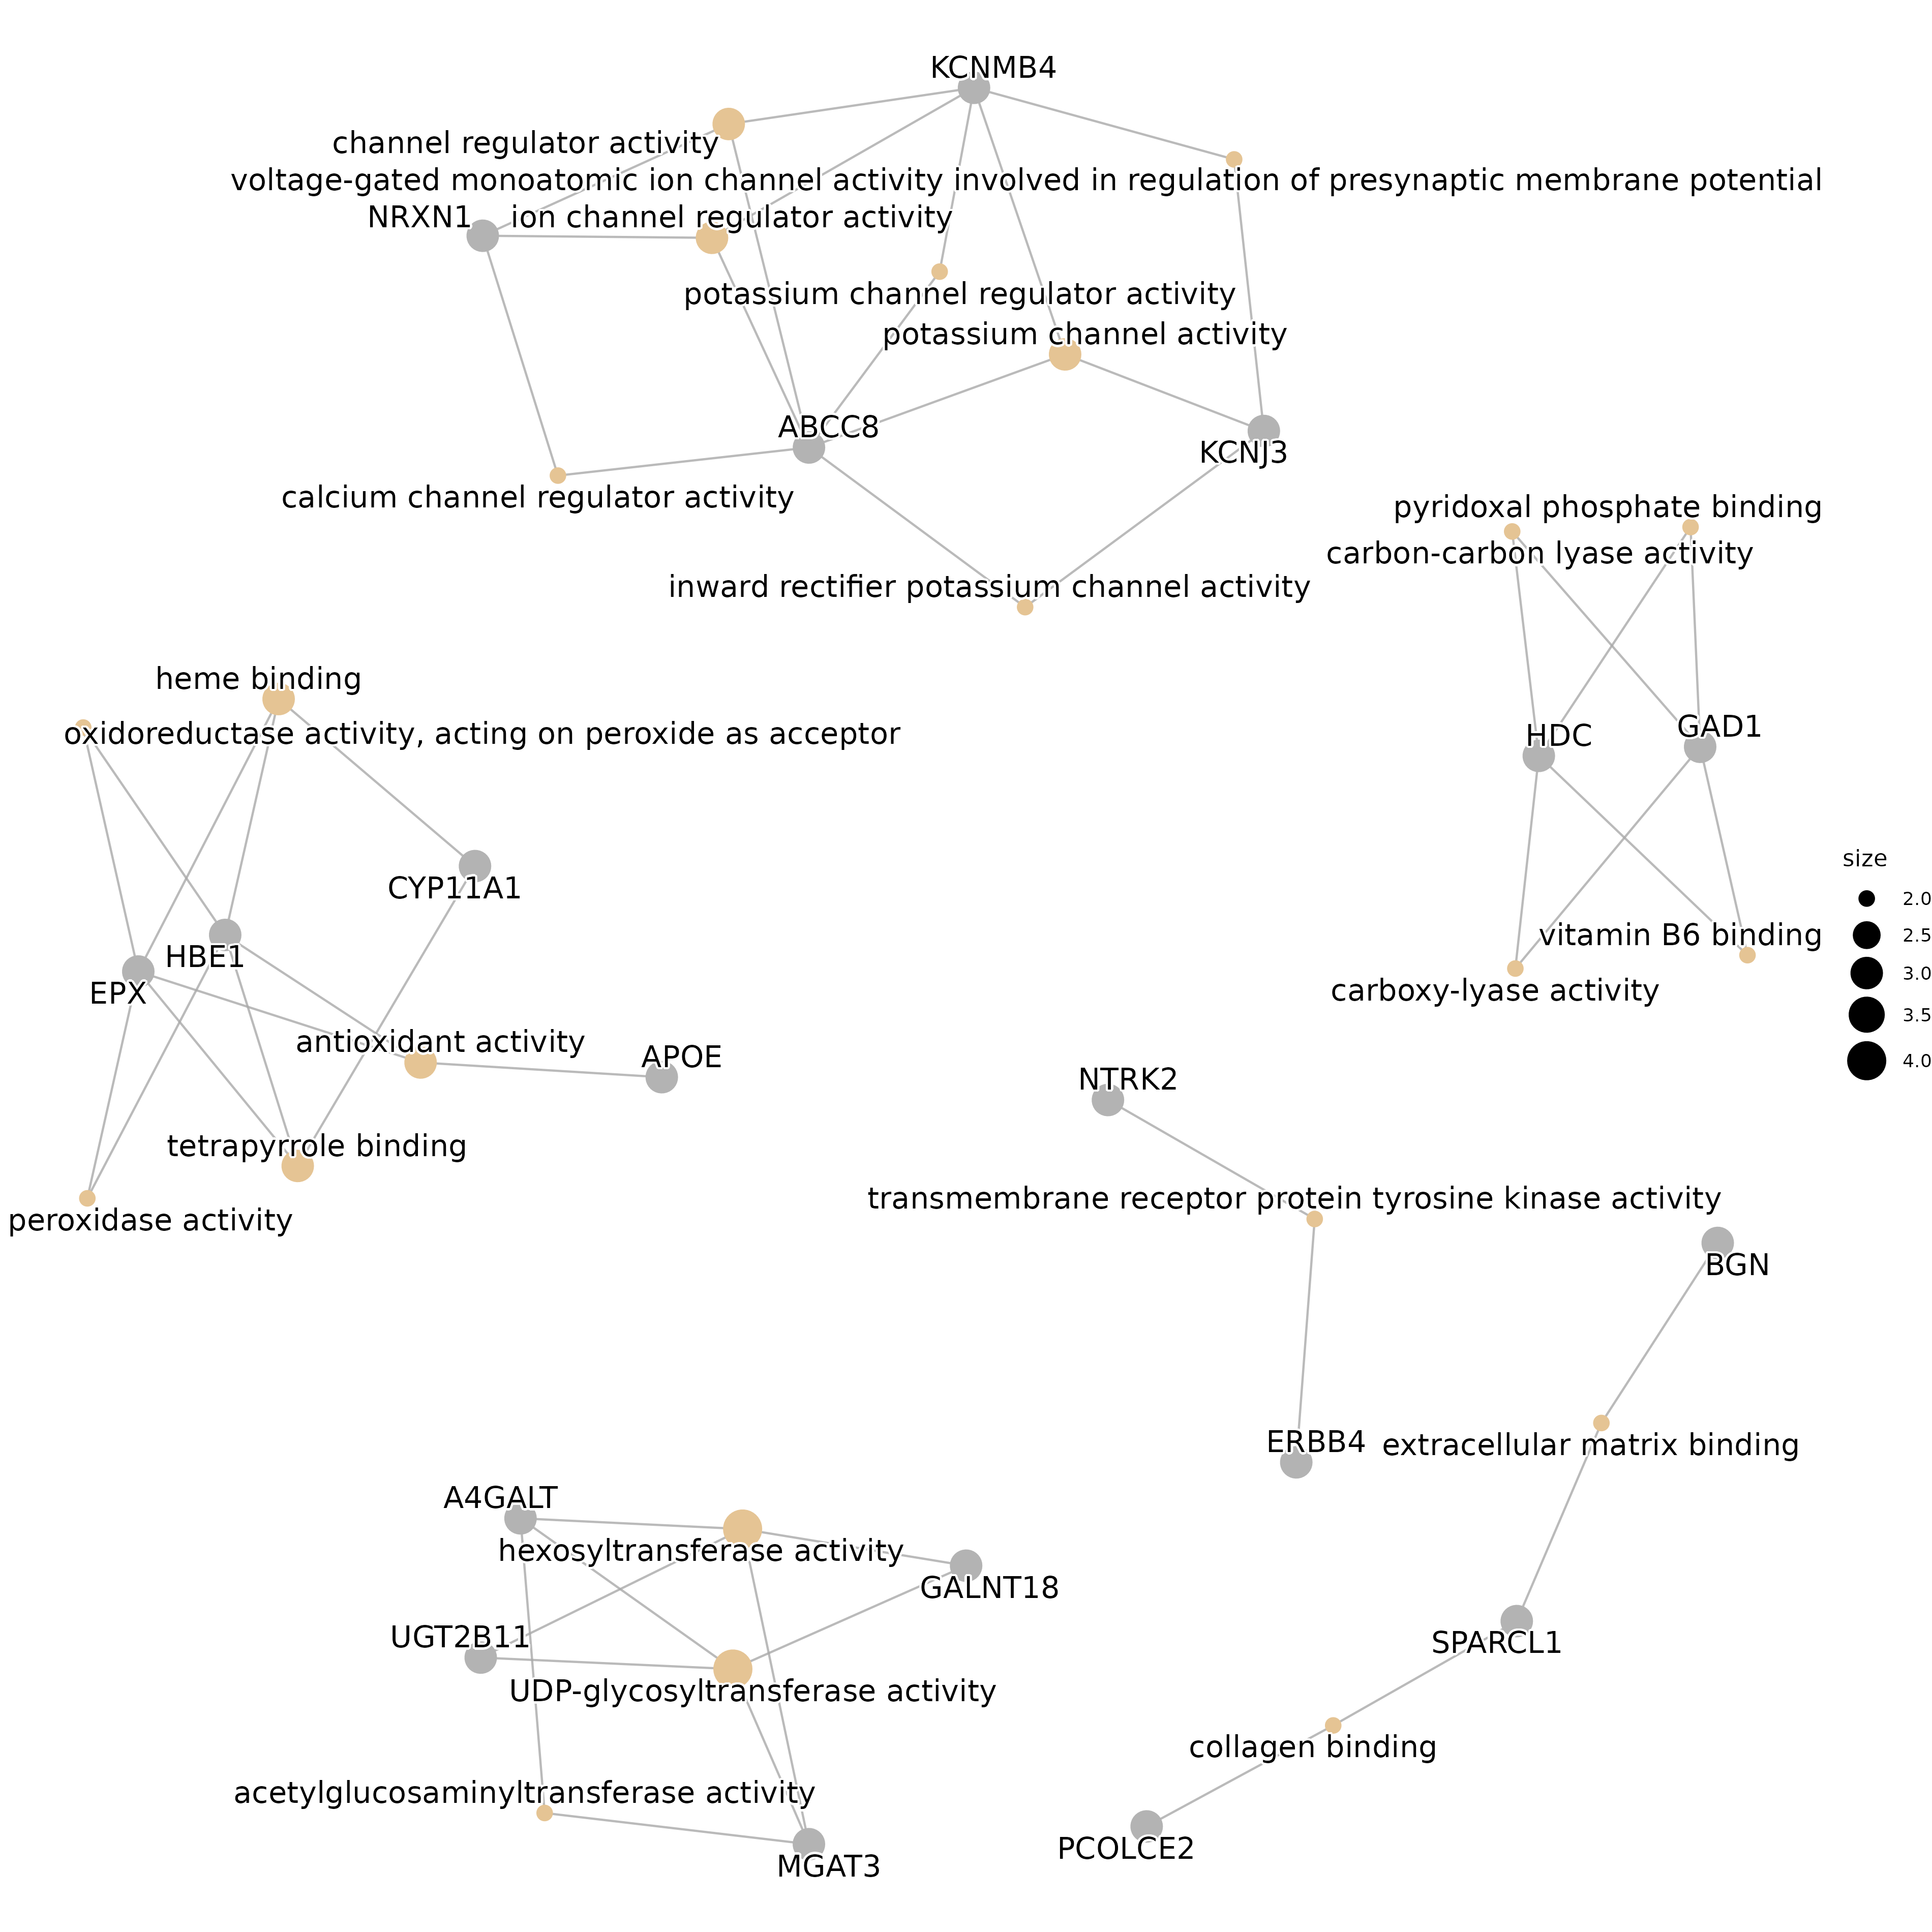 KCNMB4
channel regulator activity
voltage-gated monoatomic ion channel activity involved in regulation of presynaptic membrane potential
NRXN1
ion channel regulator activity
potassium channel regulator activity
potassium channel activity
ABCC8
KCNJ3
calcium channel regulator activity
pyridoxal phosphate binding
carbon-carbon lyase activity
inward rectifier potassium channel activity
heme binding
oxidoreductase activity, acting on peroxide as acceptor
HDC
GAD1
CYP11A1
HBE1
EPX
vitamin B6 binding
carboxy-lyase activity
size
2.0
2.5
3.0
3.5
4.0
antioxidant activity
APOE
NTRK2
tetrapyrrole binding
peroxidase activity
transmembrane receptor protein tyrosine kinase activity
BGN
ERBB4
extracellular matrix binding
A4GALT
hexosyltransferase activity
GALNT18
UGT2B11
SPARCL1
UDP-glycosyltransferase activity
collagen binding
acetylglucosaminyltransferase activity
PCOLCE2
MGAT3